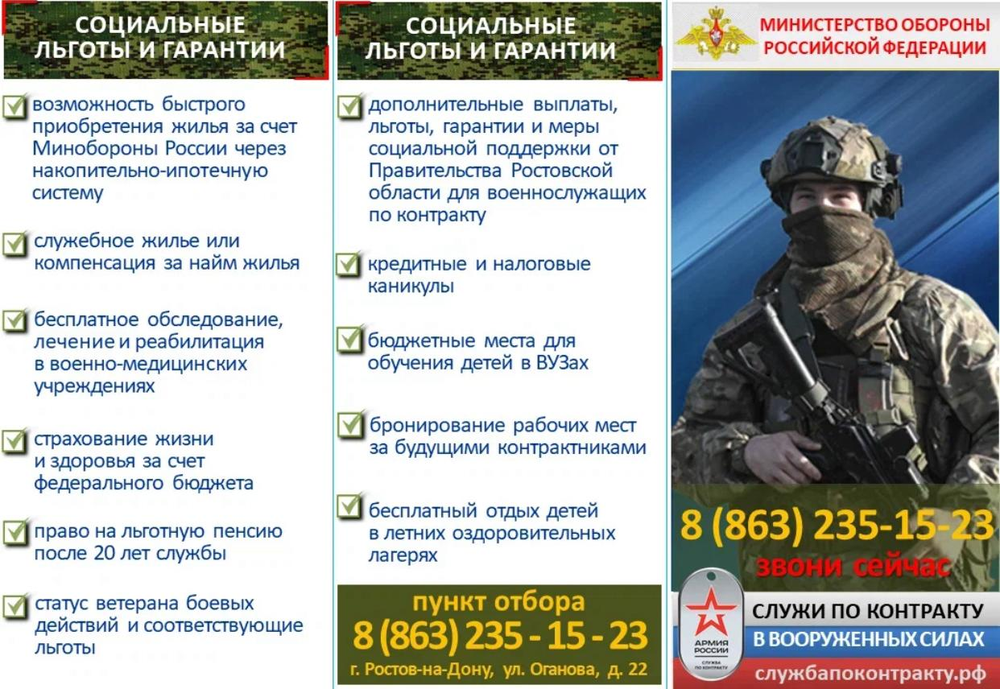 СОЦИАЛЬНЫЕ
ЛЬГОТЫ И ГАРАНТИИ
возможность быстрого
приобретения жилья за счет
Минобороны России через
накопительно-ипотечную
систему
служебное жилье или
компенсация за найм жилья
бесплатное обследование,
лечение и реабилитация
в военно-медицинских
учреждениях
страхование жизни
и здоровья за счет
федерального бюджета
право на льготную пенсию
после 20 лет службы
статус ветерана боевых
действий и соответствующие
льготы
СОЦИАЛЬНЫЕ
ЛЬГОТЫ И ГАРАНТИИ
дополнительные выплаты,
льготы, гарантии и меры
социальной поддержки от
Правительства Ростовской
области для военнослужащих
по контракту
кредитные и налоговые
каникулы
бюджетные места для
обучения детей в ВУЗах
бронирование рабочих мест
за будущими контрактниками
бесплатный отдых детей
в летних оздоровительных
лагерях
пункт отбора
8 (863) 235 - 15 - 23
г. Ростов-на-Дону, ул. Оганова, д. 22
МИНИСТЕРСТВО ОБОРОНЫ
РОССИЙСКОЙ ФЕДЕРАЦИИ
8 (863) 235-15-23
звони сейчас
АРМИЯ
РОССИИ
СЛУЖБА
ПО КОНТРАКТУ
СЛУЖИ ПО КОНТРАКТУ
В ВООРУЖЕННЫХ СИЛАХ
службапоконтракту.рф